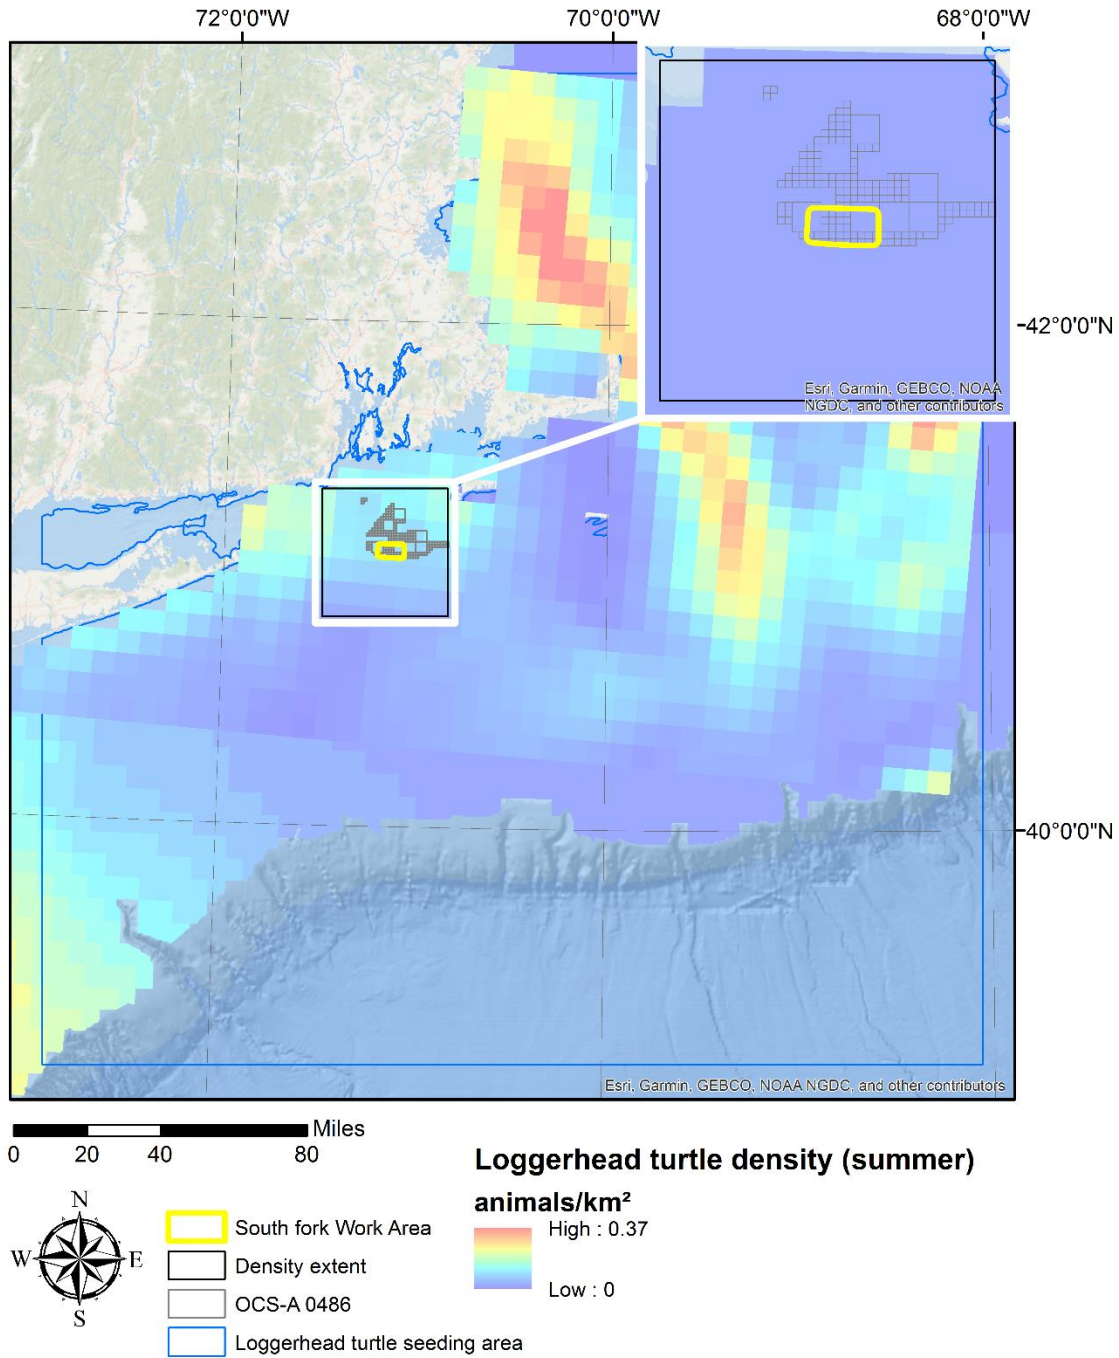 72°0'0"W 70°0'0"W 68°0'0"W
42°0'0"N
Esri, Garmin, GEBCO, NOAA
NGDC, and other contributors
40°0'0"N
Esri, Garmin, GEBCO, NOAA NGDC, and other contributors
Miles
0 20 40 80
Loggerhead turtle density (summer)
animals/km²
High : 0.37
Low : 0
N
W E
S
South fork Work Area
Density extent
OCS-A 0486
Loggerhead turtle seeding area